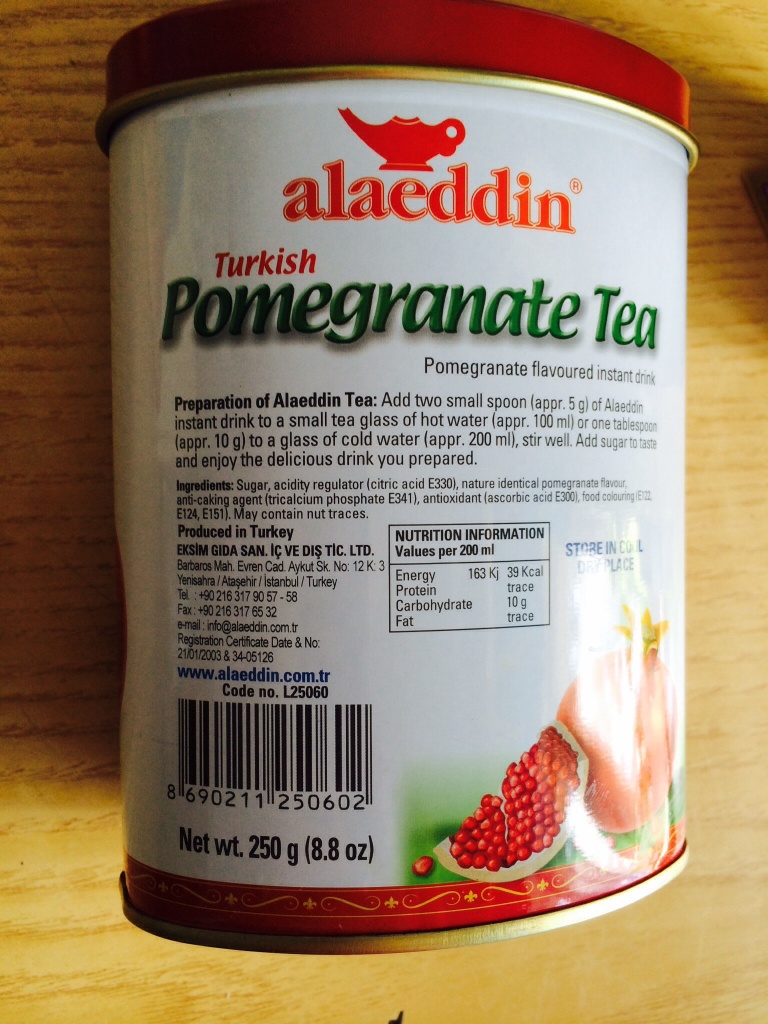 alaeddin®
Turkish
Pomegranate Tea
Pomegranate flavoured instant drink
Preparation of Alaeddin Tea: Add two small spoon (appr. 5 g) of Alaeddin
instant drink to a small tea glass of hot water (appr. 100 ml) or one tablespoon
(appr. 10 g) to a glass of cold water (appr. 200 ml), stir well. Add sugar to taste
and enjoy the delicious drink you prepared.
Ingredients: Sugar, acidity regulator (citric acid E330), nature identical pomegranate flavour,
anti-caking agent (tricalcium phosphate E341), antioxidant (ascorbic acid E300), food colouring (E122,
E124, E151). May contain nut traces.
Produced in Turkey
EKSİM GIDA SAN. İÇ VE DIŞ TİC. LTD.
Barbaros Mah. Evren Cad. Aykut Sk. No: 12 K: 3
Yenisahra / Ataşehir / İstanbul / Turkey
Tel. : +90 216 317 90 57 - 58
Fax : +90 216 317 65 32
e-mail : info@alaeddin.com.tr
Registration Certificate Date & No:
21/01/2003 & 34-05126
www.alaeddin.com.tr
Code no. L25060
8 690211 250602
Net wt. 250 g (8.8 oz)
NUTRITION INFORMATION
Values per 200 ml
Energy 163 Kj 39 Kcal
Protein trace
Carbohydrate 10 g
Fat trace
STORE IN COOL
DRY PLACE